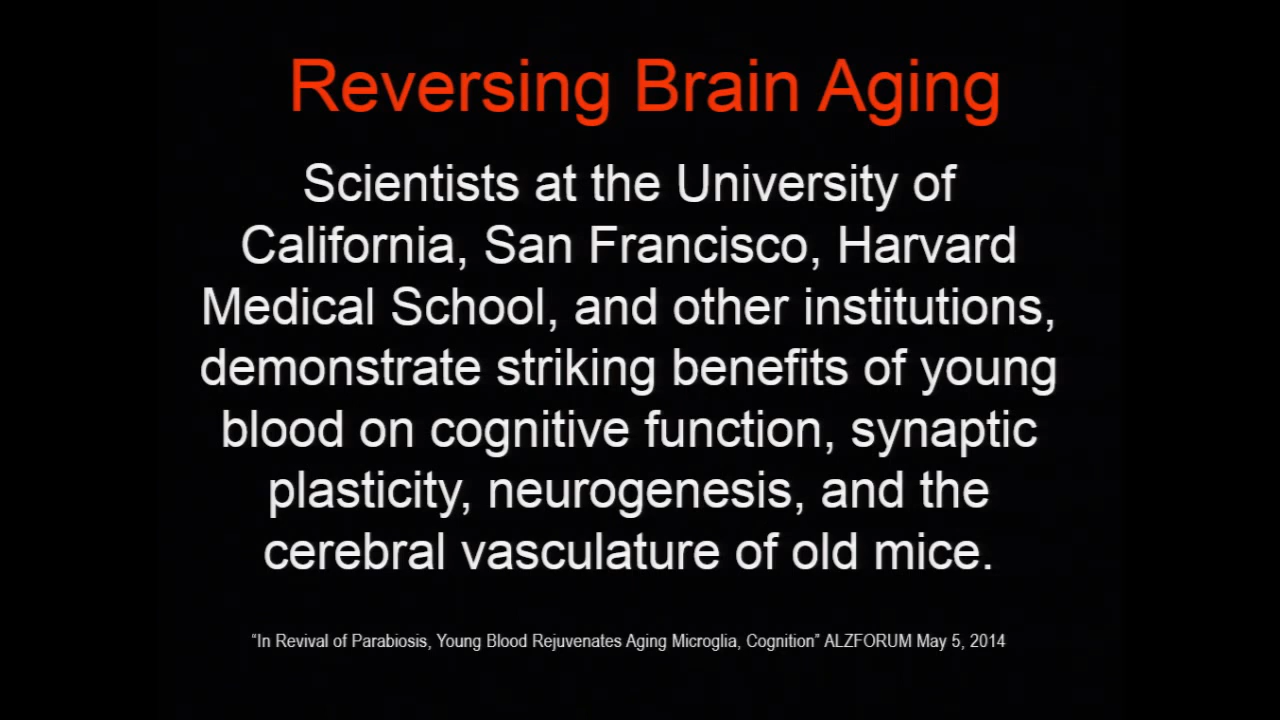 Reversing Brain Aging
Scientists at the University of
California, San Francisco, Harvard
Medical School, and other institutions,
demonstrate striking benefits of young
blood on cognitive function, synaptic
plasticity, neurogenesis, and the
cerebral vasculature of old mice.
“In Revival of Parabiosis, Young Blood Rejuvenates Aging Microglia, Cognition” ALZFORUM May 5, 2014